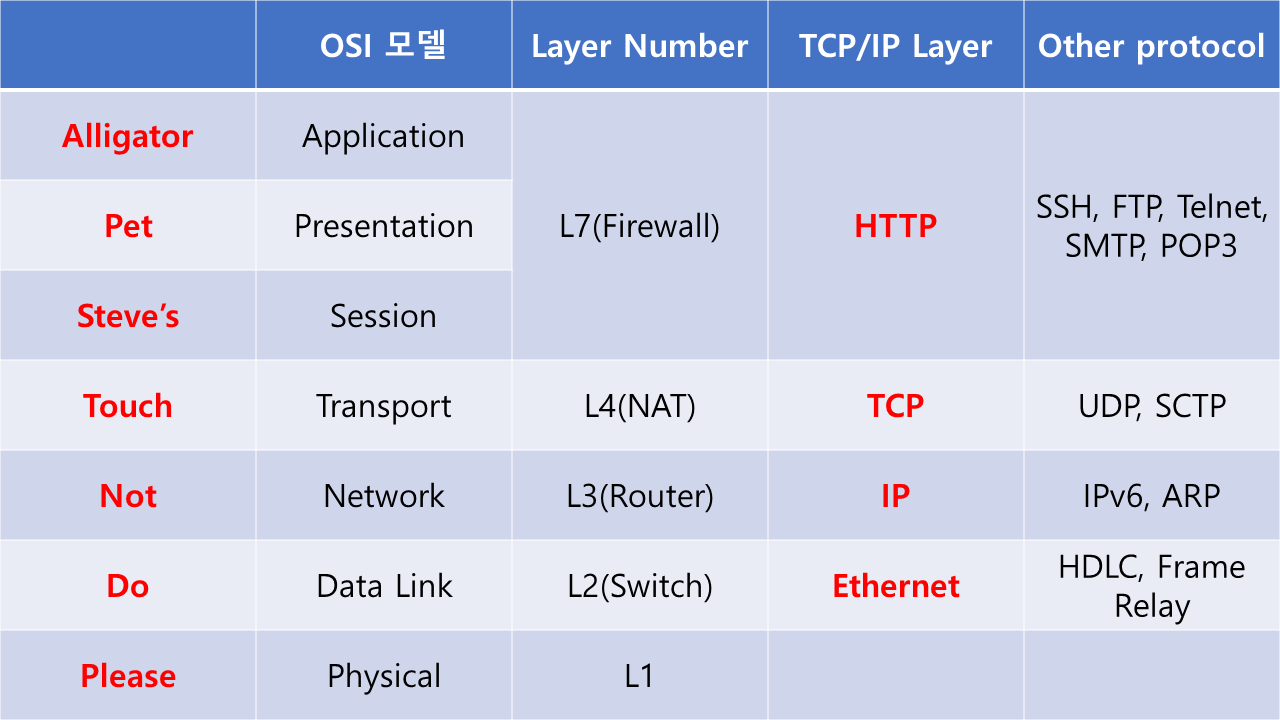 OSI 모델 Layer Number TCP/IP Layer Other protocol
Alligator Application
Pet Presentation L7(Firewall) HTTP SSH, FTP, Telnet,
SMTP, POP3
Steve’s Session
Touch Transport L4(NAT) TCP UDP, SCTP
Not Network L3(Router) IP IPv6, ARP
Do Data Link L2(Switch) Ethernet HDLC, Frame
Relay
Please Physical L1